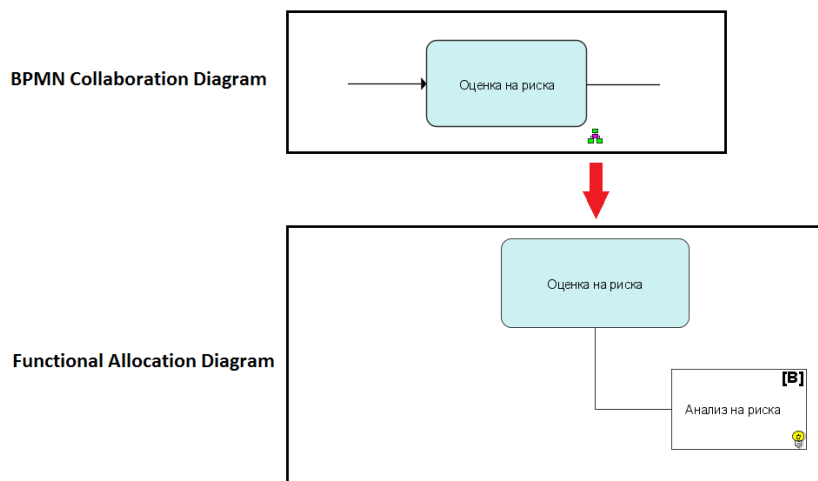 BPMN Collaboration Diagram
Оценка на риска
Оценка на риска
Functional Allocation Diagram
[B]
Анализ на риска